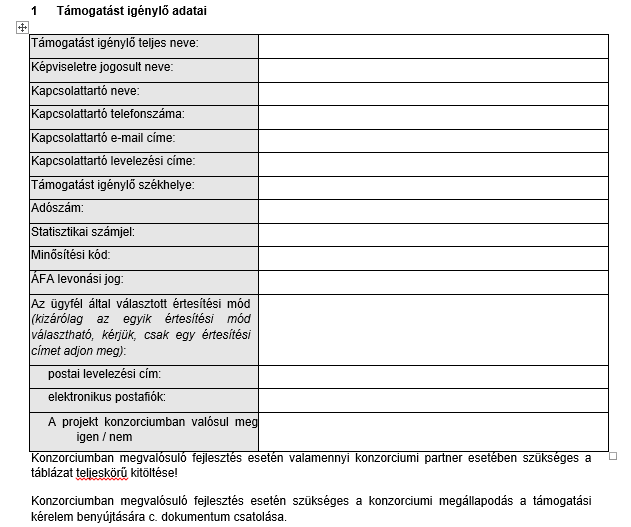 1 Támogatást igénylő adatai
Támogatást igénylő teljes neve:
Képviseletre jogosult neve:
Kapcsolattartó neve:
Kapcsolattartó telefonszáma:
Kapcsolattartó e-mail címe:
Kapcsolattartó levelezési címe:
Támogatást igénylő székhelye:
Adószám:
Statisztikai számjel:
Minősítési kód:
ÁFA levonási jog:
Az ügyfél által választott értesítési mód
(kizárólag az egyik értesítési mód
választható, kérjük, csak egy értesítési
címet adjon meg):
postai levelezési cím:
elektronikus postafiók:
A projekt konzorciumban valósul meg
igen / nem
Konzorciumban megvalósuló fejlesztés esetén valamennyi konzorciumi partner esetében szükséges a
táblázat teljeskörű kitöltése!
Konzorciumban megvalósuló fejlesztés esetén szükséges a konzorciumi megállapodás a támogatási
kérelem benyújtására c. dokumentum csatolása.